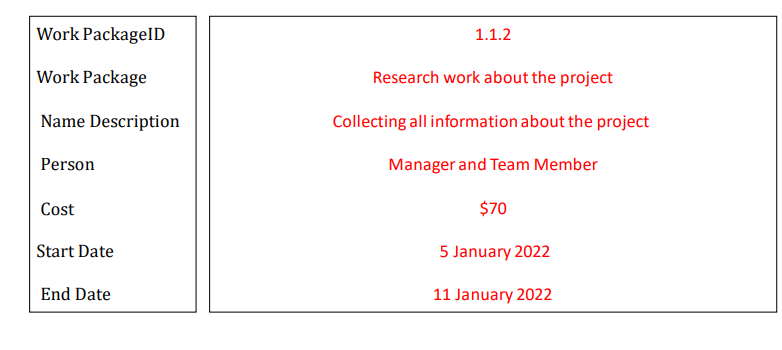 Work PackageID 1.1.2
Work Package Research work about the project
Name Description Collecting all information about the project
Person Manager and Team Member
Cost $70
Start Date 5 January 2022
End Date 11 January 2022